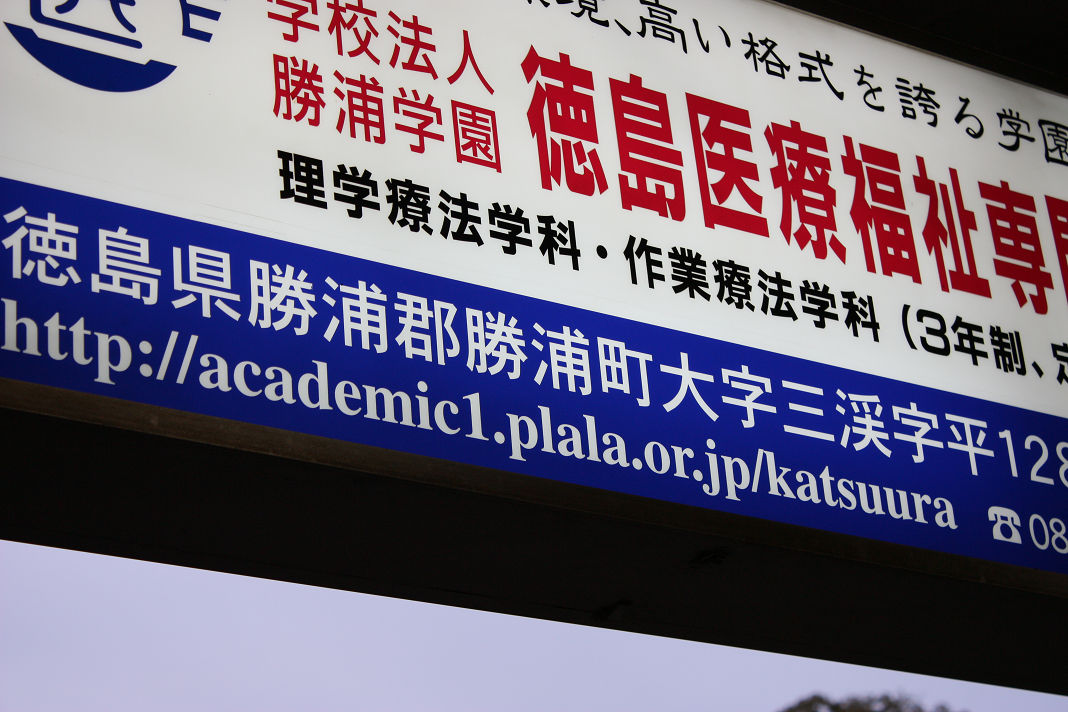 境、高い格式を誇る学園
学校法人
勝浦学園
徳島医療福祉専門
理学療法学科・作業療法学科（3年制、定
徳島県勝浦郡勝浦町大字三渓字平128
http://academic1.plala.or.jp/katsuura
☎08